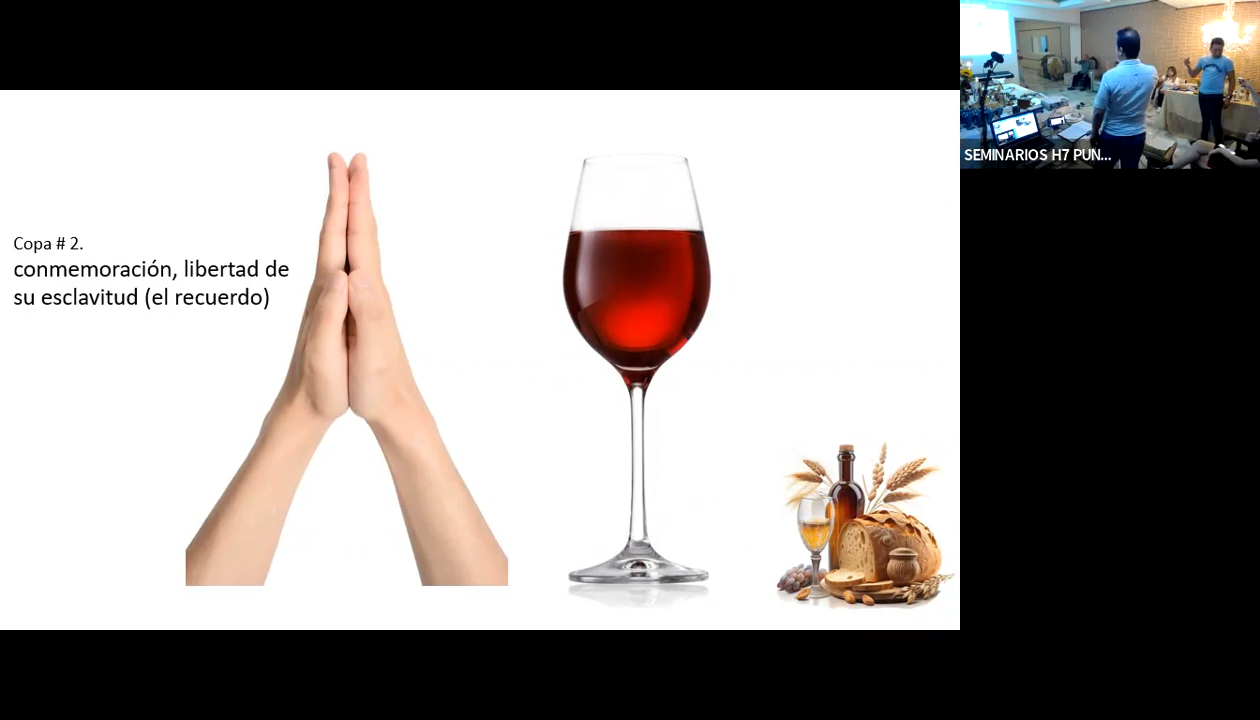 Copa # 2.
conmemoración, libertad de
su esclavitud (el recuerdo)
SEMINARIOS H7 PUN...